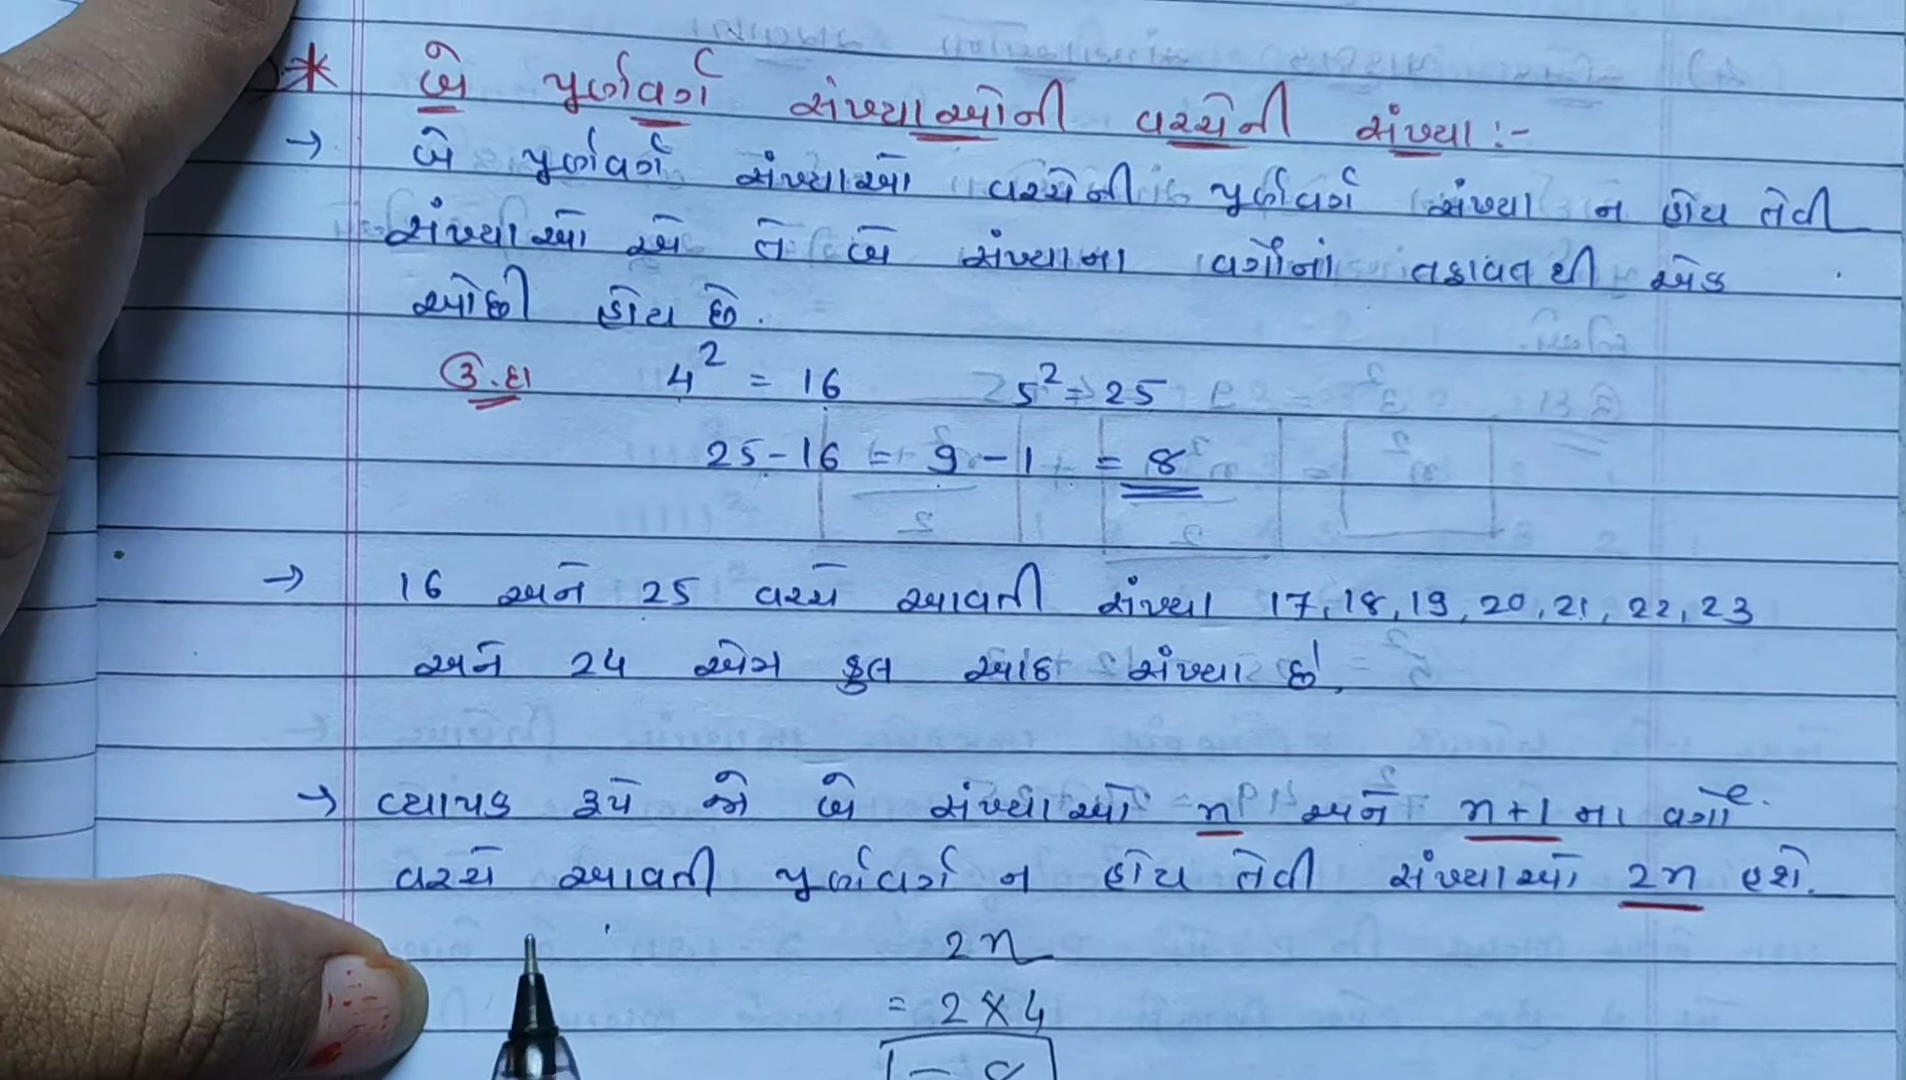 * બે પૂર્ણવર્ગ સંખ્યાઓની વચ્ચેની સંખ્યા :-
→ બે પૂર્ણવર્ગ સંખ્યાઓ વચ્ચેની પૂર્ણવર્ગ સંખ્યા ન હોય તેવી
સંખ્યાઓ એ તે બે સંખ્યાના વર્ગોનાં તફાવતથી એક
ઓછી હોય છે.
ઉ.દા 4² = 16 5² = 25
25 - 16 = 9 - 1 = 8
→ 16 અને 25 વચ્ચે આવતી સંખ્યા 17, 18, 19, 20, 21, 22, 23
અને 24 એમ કુલ આઠ સંખ્યા છે.
→ વ્યાપક રૂપે જો બે સંખ્યાઓ n અને n+1 ના વર્ગો
વચ્ચે આવતી પૂર્ણવર્ગ ન હોય તેવી સંખ્યાઓ 2n હશે.
2n
= 2 × 4
= 8